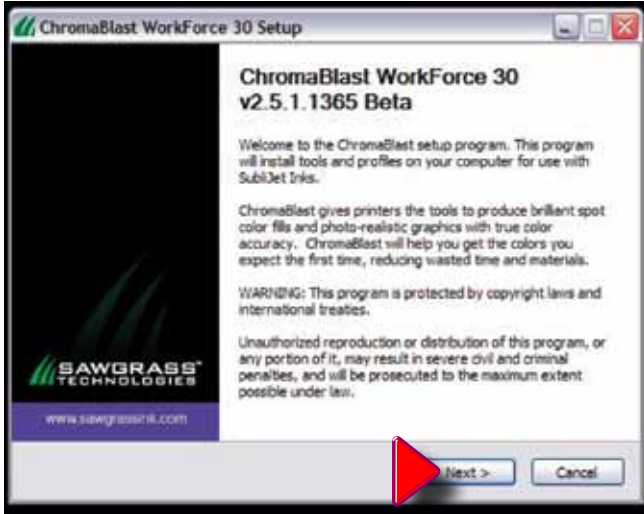 ChromaBlast WorkForce 30 Setup
ChromaBlast WorkForce 30
v2.5.1.1365 Beta
Welcome to the ChromaBlast setup program. This program
will install tools and profiles on your computer for use with
SubliJet Inks.
ChromaBlast gives printers the tools to produce brilliant spot
color fills and photo-realistic graphics with true color
accuracy. ChromaBlast will help you get the colors you
expect the first time, reducing wasted time and materials.
WARNING: This program is protected by copyright laws and
international treaties.
Unauthorized reproduction or distribution of this program, or
any portion of it, may result in severe civil and criminal
penalties, and will be prosecuted to the maximum extent
possible under law.
SAWGRASS™
TECHNOLOGIES
www.sawgrassink.com
Next >
Cancel